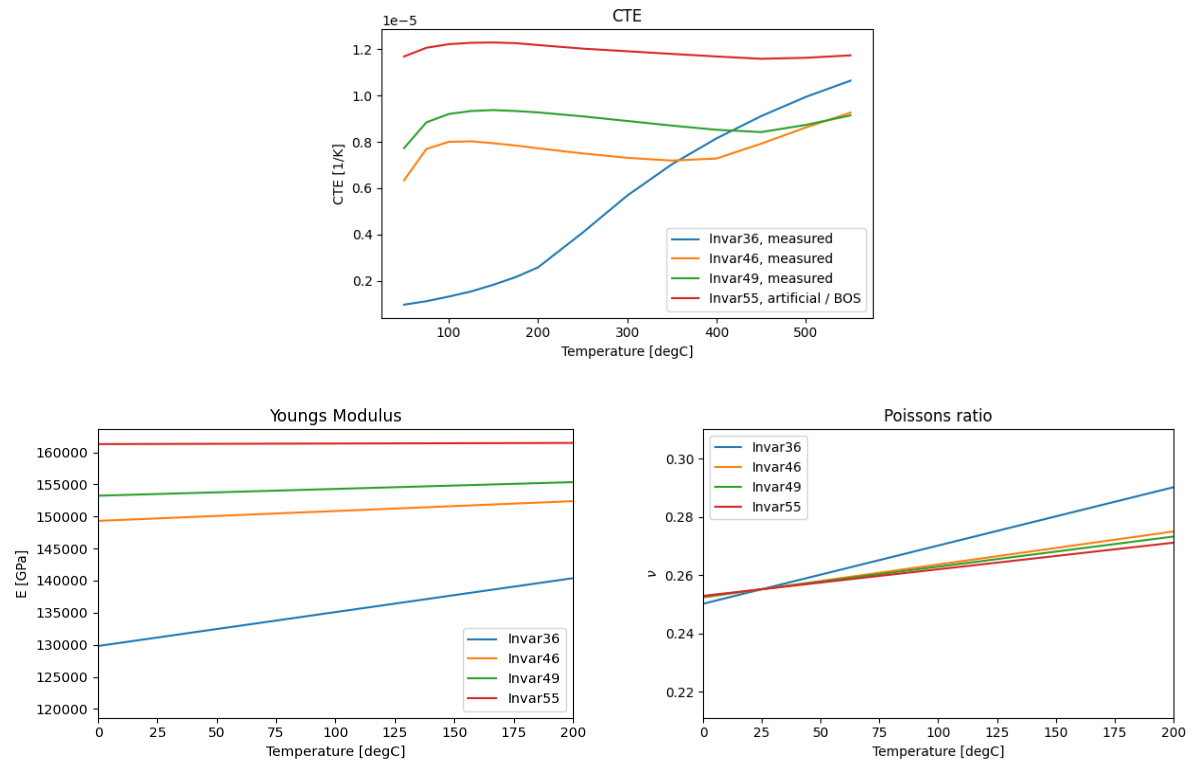 CTE
1e−5
1.2
1.0
0.8
0.6
0.4
0.2
CTE [1/K]
Invar36, measured
Invar46, measured
Invar49, measured
Invar55, artificial / BOS
100 200 300 400 500
Temperature [degC]
Youngs Modulus
160000
155000
150000
145000
140000
135000
130000
125000
120000
E [GPa]
Invar36
Invar46
Invar49
Invar55
0 25 50 75 100 125 150 175 200
Temperature [degC]
Poissons ratio
0.30
0.28
0.26
0.24
0.22
ν
Invar36
Invar46
Invar49
Invar55
0 25 50 75 100 125 150 175 200
Temperature [degC]